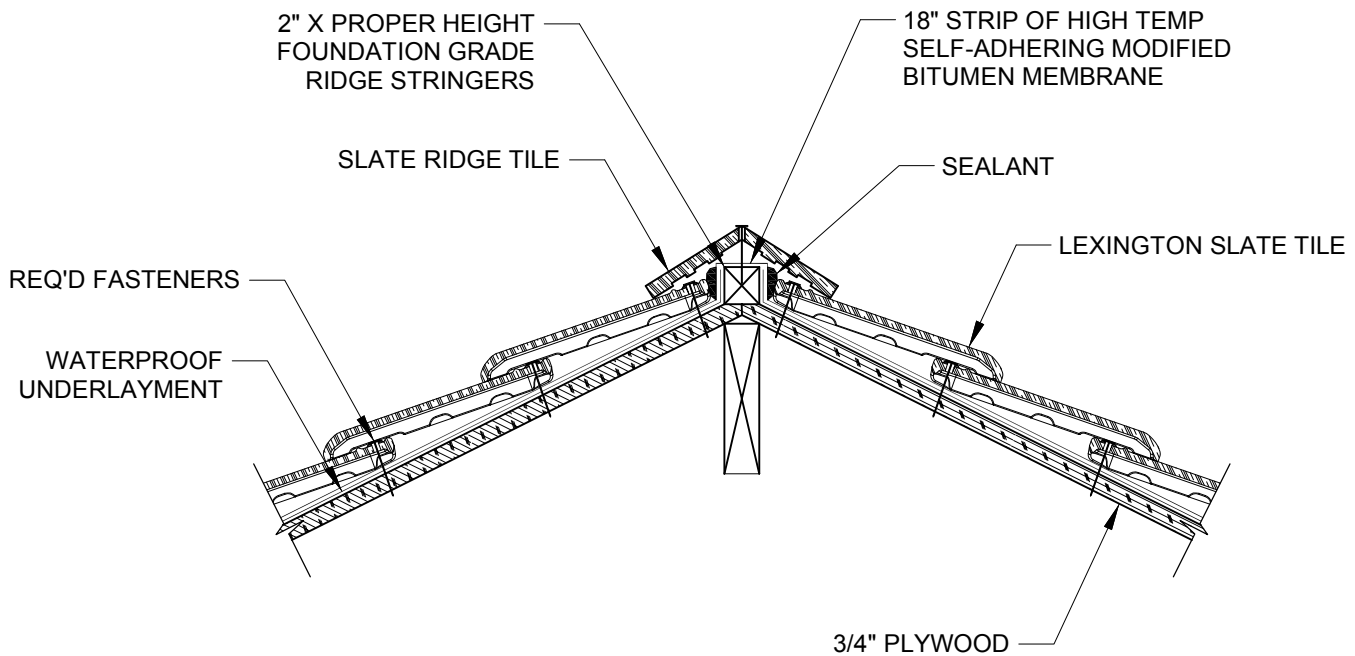 2" X PROPER HEIGHT
FOUNDATION GRADE
RIDGE STRINGERS
18" STRIP OF HIGH TEMP
SELF-ADHERING MODIFIED
BITUMEN MEMBRANE
SLATE RIDGE TILE
SEALANT
LEXINGTON SLATE TILE
REQ'D FASTENERS
WATERPROOF
UNDERLAYMENT
3/4" PLYWOOD